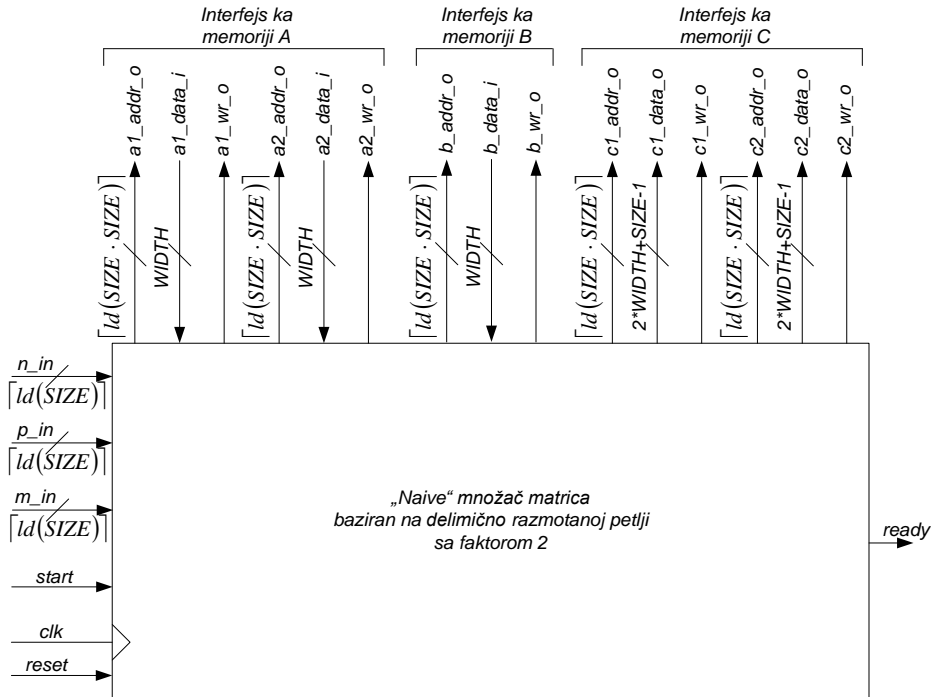 Interfejs ka
memoriji A
Interfejs ka
memoriji B
Interfejs ka
memoriji C
a1_addr_o
a1_data_i
a1_wr_o
a2_addr_o
a2_data_i
a2_wr_o
b_addr_o
b_data_i
b_wr_o
c1_addr_o
c1_data_o
c1_wr_o
c2_addr_o
c2_data_o
c2_wr_o
⌈ld(SIZE · SIZE)⌉
WIDTH
⌈ld(SIZE · SIZE)⌉
WIDTH
⌈ld(SIZE · SIZE)⌉
WIDTH
⌈ld(SIZE · SIZE)⌉
2*WIDTH+SIZE-1
⌈ld(SIZE · SIZE)⌉
2*WIDTH+SIZE-1
n_in
⌈ld(SIZE)⌉
p_in
⌈ld(SIZE)⌉
m_in
⌈ld(SIZE)⌉
start
clk
reset
„Naive“ množač matrica
baziran na delimično razmotanoj petlji
sa faktorom 2
ready